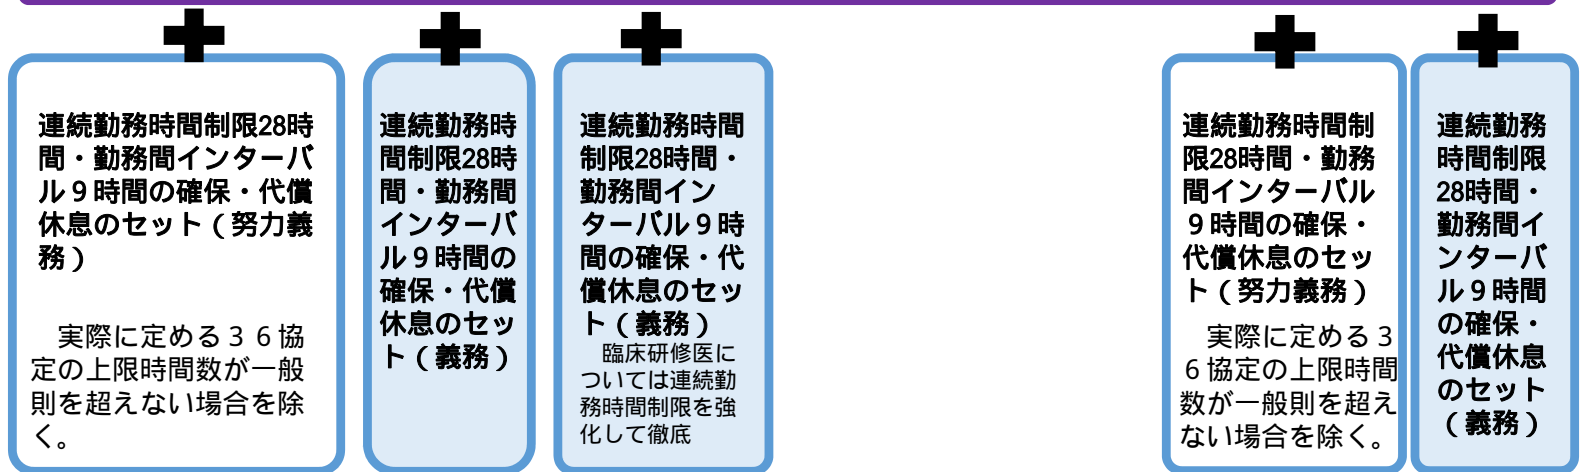 連続勤務時間制限28時
間・勤務間インターバ
ル９時間の確保・代償
休息のセット（努力義
務）
実際に定める３６協
定の上限時間数が一般
則を超えない場合を除
く。
連続勤務時
間制限28時
間・勤務間
インターバ
ル９時間の
確保・代償
休息のセッ
ト（義務）
連続勤務時間
制限28時間・
勤務間イン
ターバル９時
間の確保・代
償休息のセッ
ト（義務）
臨床研修医に
ついては連続勤
務時間制限を強
化して徹底
連続勤務時間制
限28時間・勤務
間インターバル
９時間の確保・
代償休息のセッ
ト（努力義務）
実際に定める３
６協定の上限時間
数が一般則を超え
ない場合を除く。
連続勤務
時間制限
28時間・
勤務間イ
ンターバ
ル９時間
の確保・
代償休息
のセット
（義務）